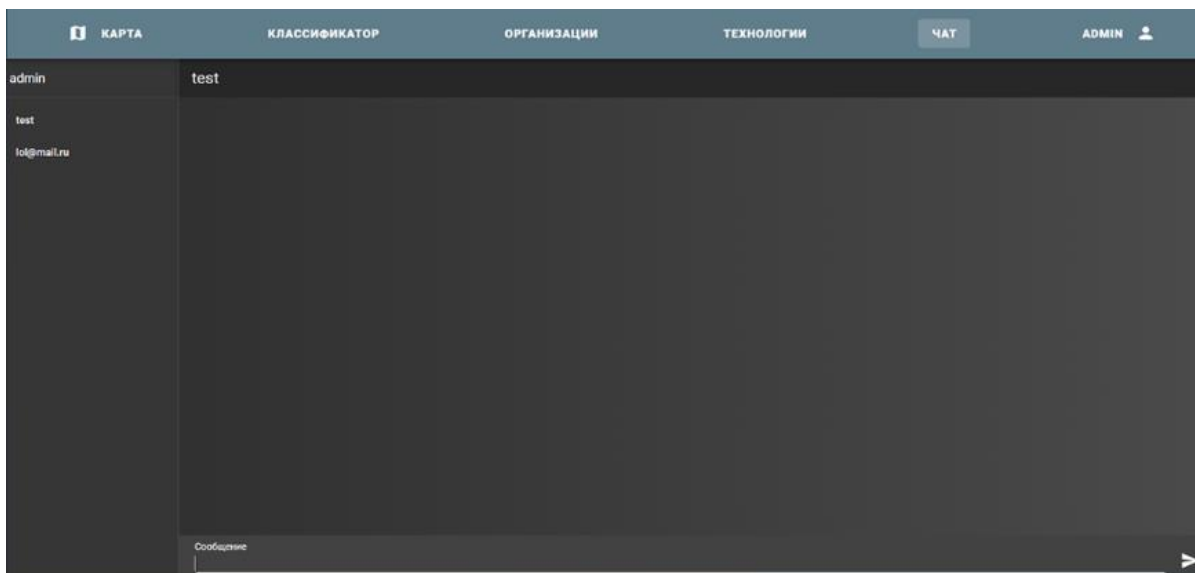 КАРТА КЛАССИФИКАТОР ОРГАНИЗАЦИИ ТЕХНОЛОГИИ ЧАТ ADMIN
admin test
test
lol@mail.ru
Сообщение